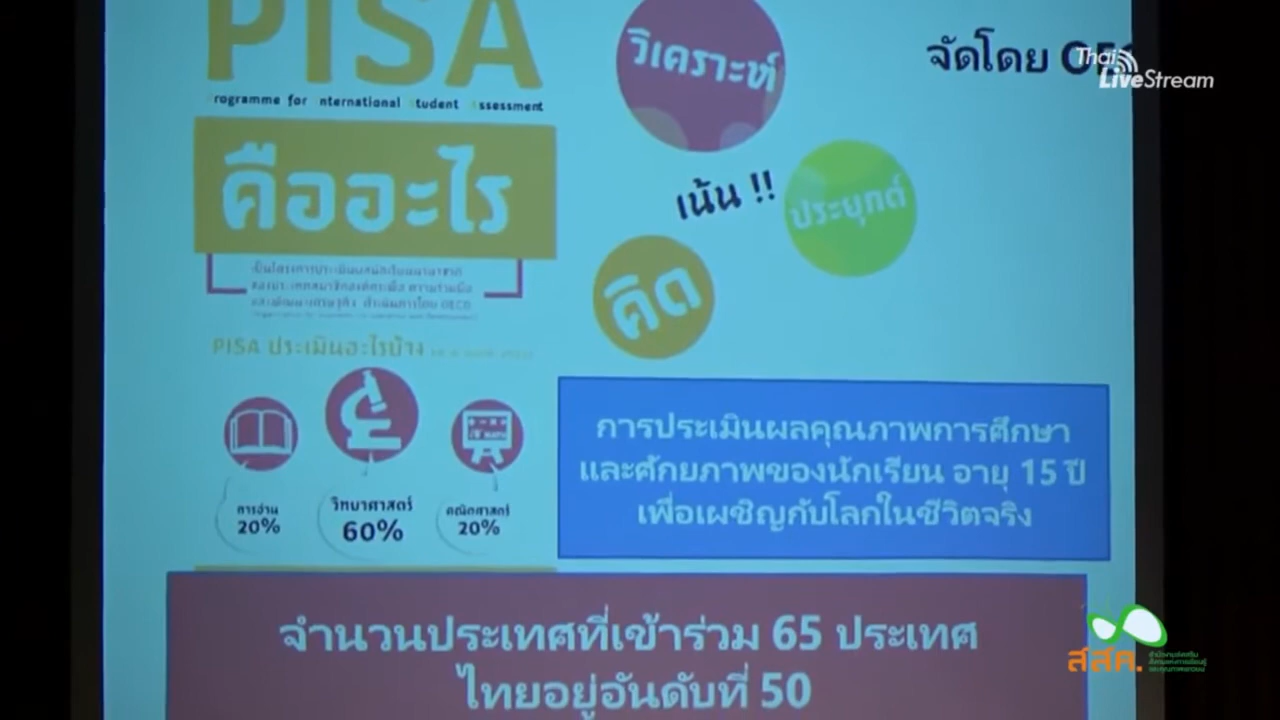 PISA
rogramme for nternational tudent ssessment
คืออะไร
PISA ประเมินอะไรบ้าง
การอ่าน
20%
วิทยาศาสตร์
60%
คณิตศาสตร์
20%
วิเคราะห์
เน้น !!
ประยุกต์
คิด
จัดโดย
Thai
LiveStream
การประเมินผลคุณภาพการศึกษา
และศักยภาพของนักเรียน อายุ 15 ปี
เพื่อเผชิญกับโลกในชีวิตจริง
จำนวนประเทศที่เข้าร่วม 65 ประเทศ
ไทยอยู่อันดับที่ 50
สสค.